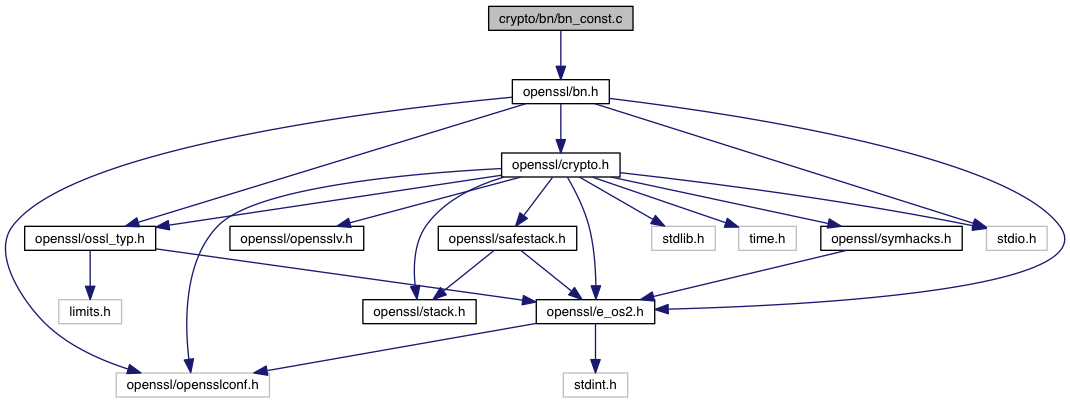 crypto/bn/bn_const.c
openssl/bn.h
openssl/crypto.h
openssl/ossl_typ.h
openssl/opensslv.h
openssl/safestack.h
stdlib.h
time.h
openssl/symhacks.h
stdio.h
limits.h
openssl/stack.h
openssl/e_os2.h
openssl/opensslconf.h
stdint.h